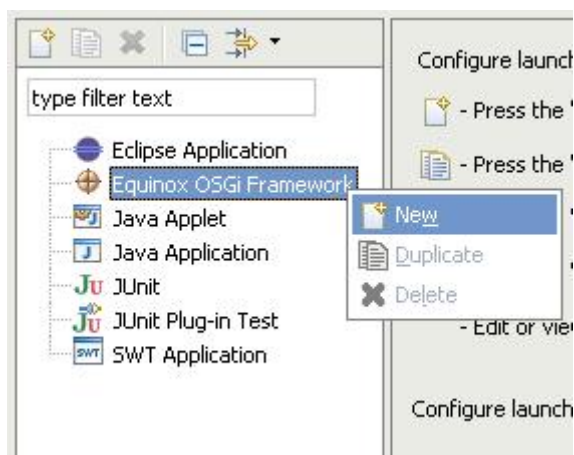 Configure launch
type filter text
- Press the '
Eclipse Application
- Press the '
Equinox OSGi Framework
Java Applet
New
Java Application
Duplicate
JUnit
Delete
JUnit Plug-in Test
- Edit or vie
SWT Application
Configure launch